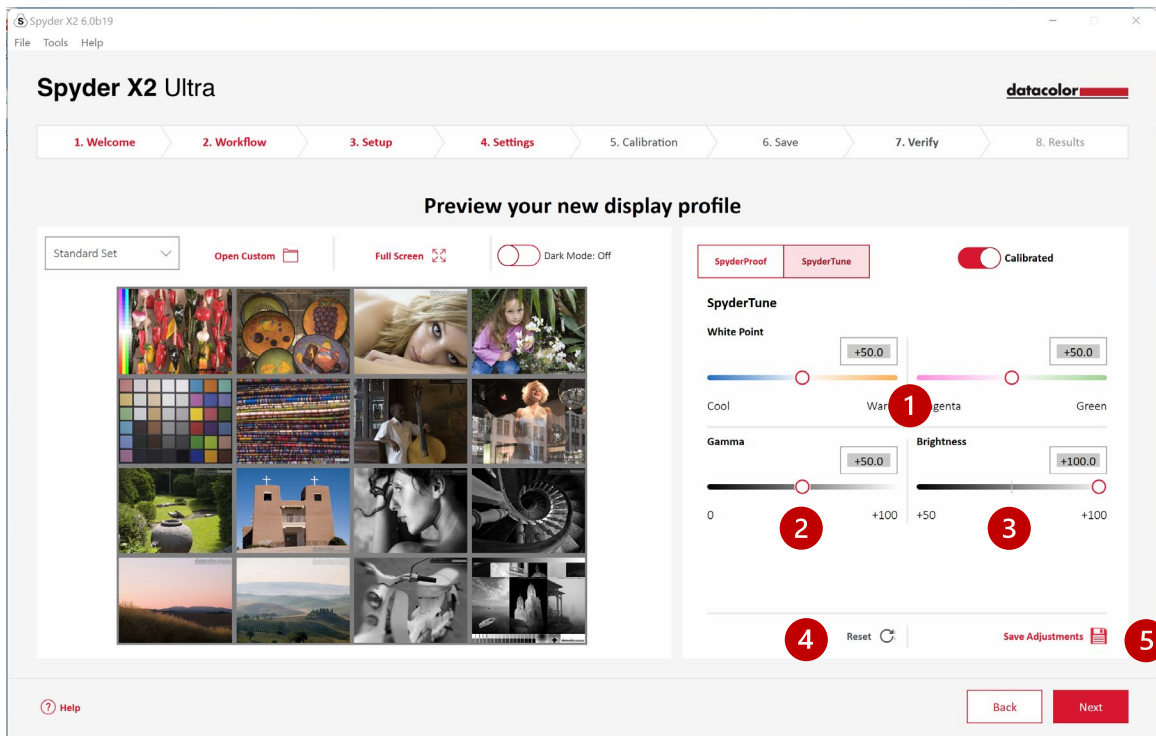 Spyder X2 6.0b19
File Tools Help
Spyder X2 Ultra
datacolor
1. Welcome
2. Workflow
3. Setup
4. Settings
5. Calibration
6. Save
7. Verify
8. Results
Preview your new display profile
Standard Set
Open Custom
Full Screen
Dark Mode: Off
SpyderProof
SpyderTune
Calibrated
SpyderTune
White Point
+50.0
+50.0
Cool
1
Magenta
Green
Gamma
Brightness
+50.0
+100.0
0
+100
+50
+100
2
3
4
Reset
Save Adjustments
5
Help
Back
Next